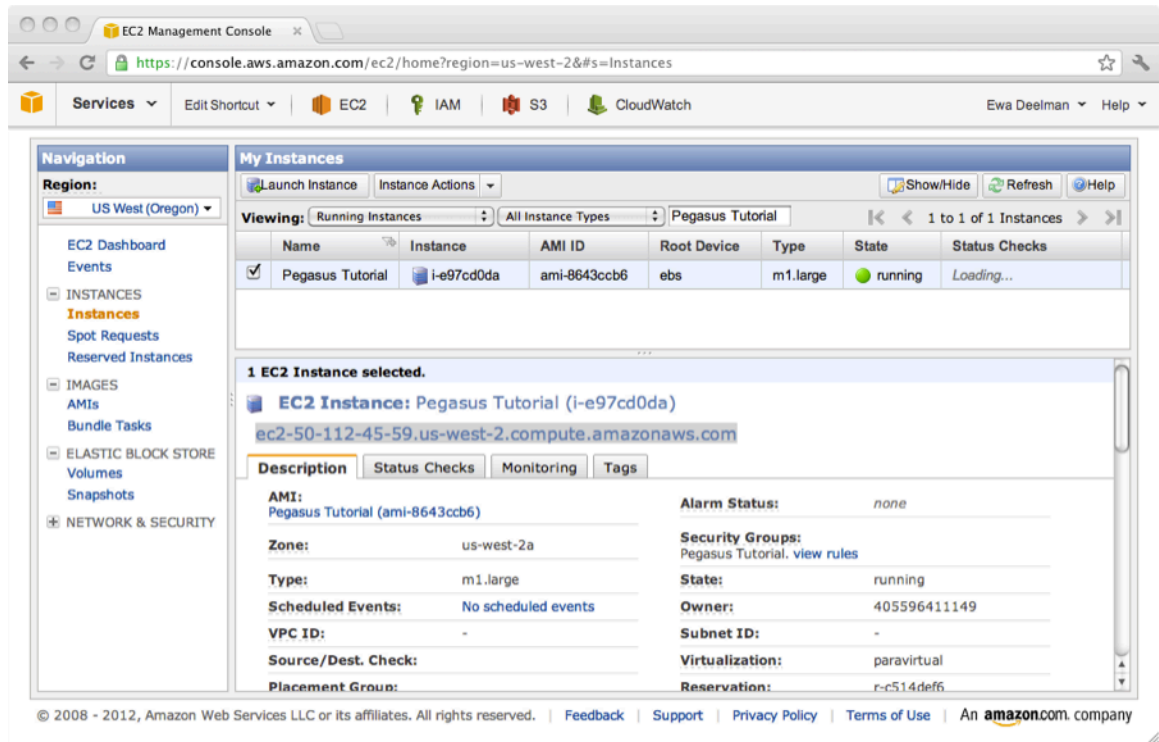 EC2 Management Console
https://console.aws.amazon.com/ec2/home?region=us-west-2&#s=Instances
Services Edit Shortcut EC2 IAM S3 CloudWatch Ewa Deelman Help
Navigation
Region:
US West (Oregon)
EC2 Dashboard
Events
INSTANCES
Instances
Spot Requests
Reserved Instances
IMAGES
AMIs
Bundle Tasks
ELASTIC BLOCK STORE
Volumes
Snapshots
NETWORK & SECURITY
My Instances
Launch Instance Instance Actions Show/Hide Refresh Help
Viewing: Running Instances All Instance Types Pegasus Tutorial 1 to 1 of 1 Instances
Name Instance AMI ID Root Device Type State Status Checks
Pegasus Tutorial i-e97cd0da ami-8643ccb6 ebs m1.large running Loading...
1 EC2 Instance selected.
EC2 Instance: Pegasus Tutorial (i-e97cd0da)
ec2-50-112-45-59.us-west-2.compute.amazonaws.com
Description Status Checks Monitoring Tags
AMI:
Pegasus Tutorial (ami-8643ccb6)
Alarm Status: none
Zone: us-west-2a
Security Groups:
Pegasus Tutorial. view rules
Type: m1.large
State: running
Scheduled Events: No scheduled events
Owner: 405596411149
VPC ID: -
Subnet ID: -
Source/Dest. Check:
Virtualization: paravirtual
Placement Group:
Reservation: r-c514def6
© 2008 - 2012, Amazon Web Services LLC or its affiliates. All rights reserved. | Feedback | Support | Privacy Policy | Terms of Use | An amazon.com. company